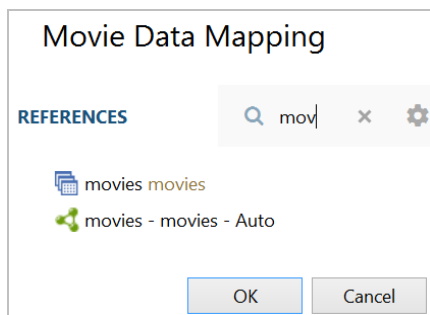 Movie Data Mapping
REFERENCES mov
movies movies
movies - movies - Auto
OK Cancel